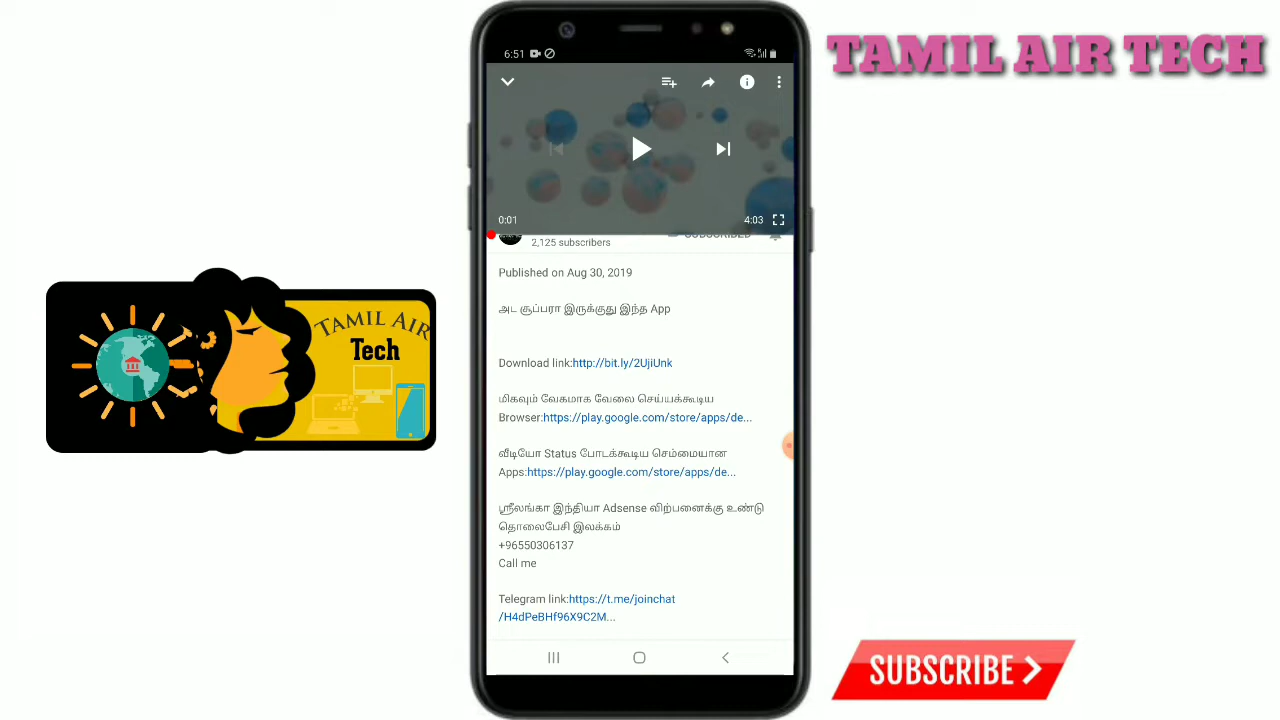 TAMIL AIR TECH
6:51
0:01
4:03
2,125 subscribers
SUBSCRIBED
Published on Aug 30, 2019
அட சூப்பரா இருக்குது இந்த App
Download link:http://bit.ly/2UjiUnk
மிகவும் வேகமாக வேலை செய்யக்கூடிய
Browser:https://play.google.com/store/apps/de...
வீடியோ Status போடக்கூடிய செம்மையான
Apps:https://play.google.com/store/apps/de...
ஸ்ரீலங்கா இந்தியா Adsense விற்பனைக்கு உண்டு
தொலைபேசி இலக்கம்
+96550306137
Call me
Telegram link:https://t.me/joinchat
/H4dPeBHf96X9C2M...
TAMIL AIR
Tech
SUBSCRIBE